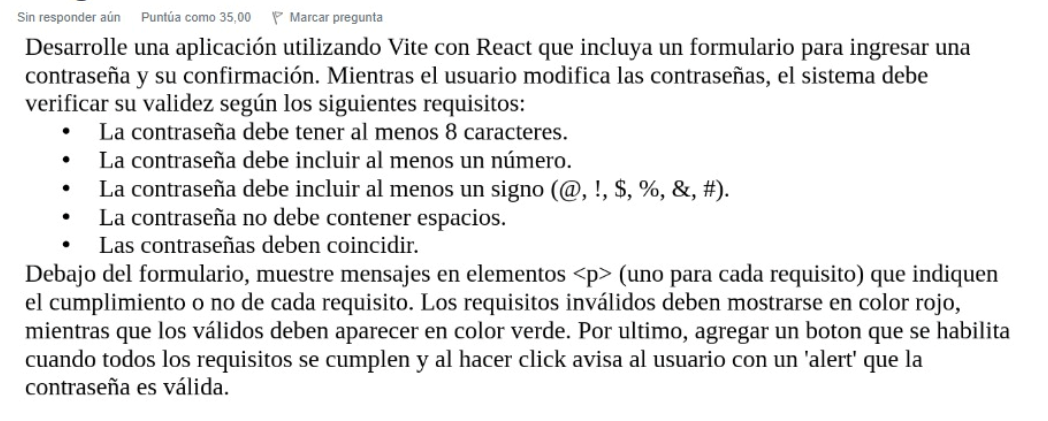 Sin responder aún Puntúa como 35,00 Marcar pregunta
Desarrolle una aplicación utilizando Vite con React que incluya un formulario para ingresar una
contraseña y su confirmación. Mientras el usuario modifica las contraseñas, el sistema debe
verificar su validez según los siguientes requisitos:
• La contraseña debe tener al menos 8 caracteres.
• La contraseña debe incluir al menos un número.
• La contraseña debe incluir al menos un signo (@, !, $, %, &, #).
• La contraseña no debe contener espacios.
• Las contraseñas deben coincidir.
Debajo del formulario, muestre mensajes en elementos <p> (uno para cada requisito) que indiquen
el cumplimiento o no de cada requisito. Los requisitos inválidos deben mostrarse en color rojo,
mientras que los válidos deben aparecer en color verde. Por ultimo, agregar un boton que se habilita
cuando todos los requisitos se cumplen y al hacer click avisa al usuario con un 'alert' que la
contraseña es válida.